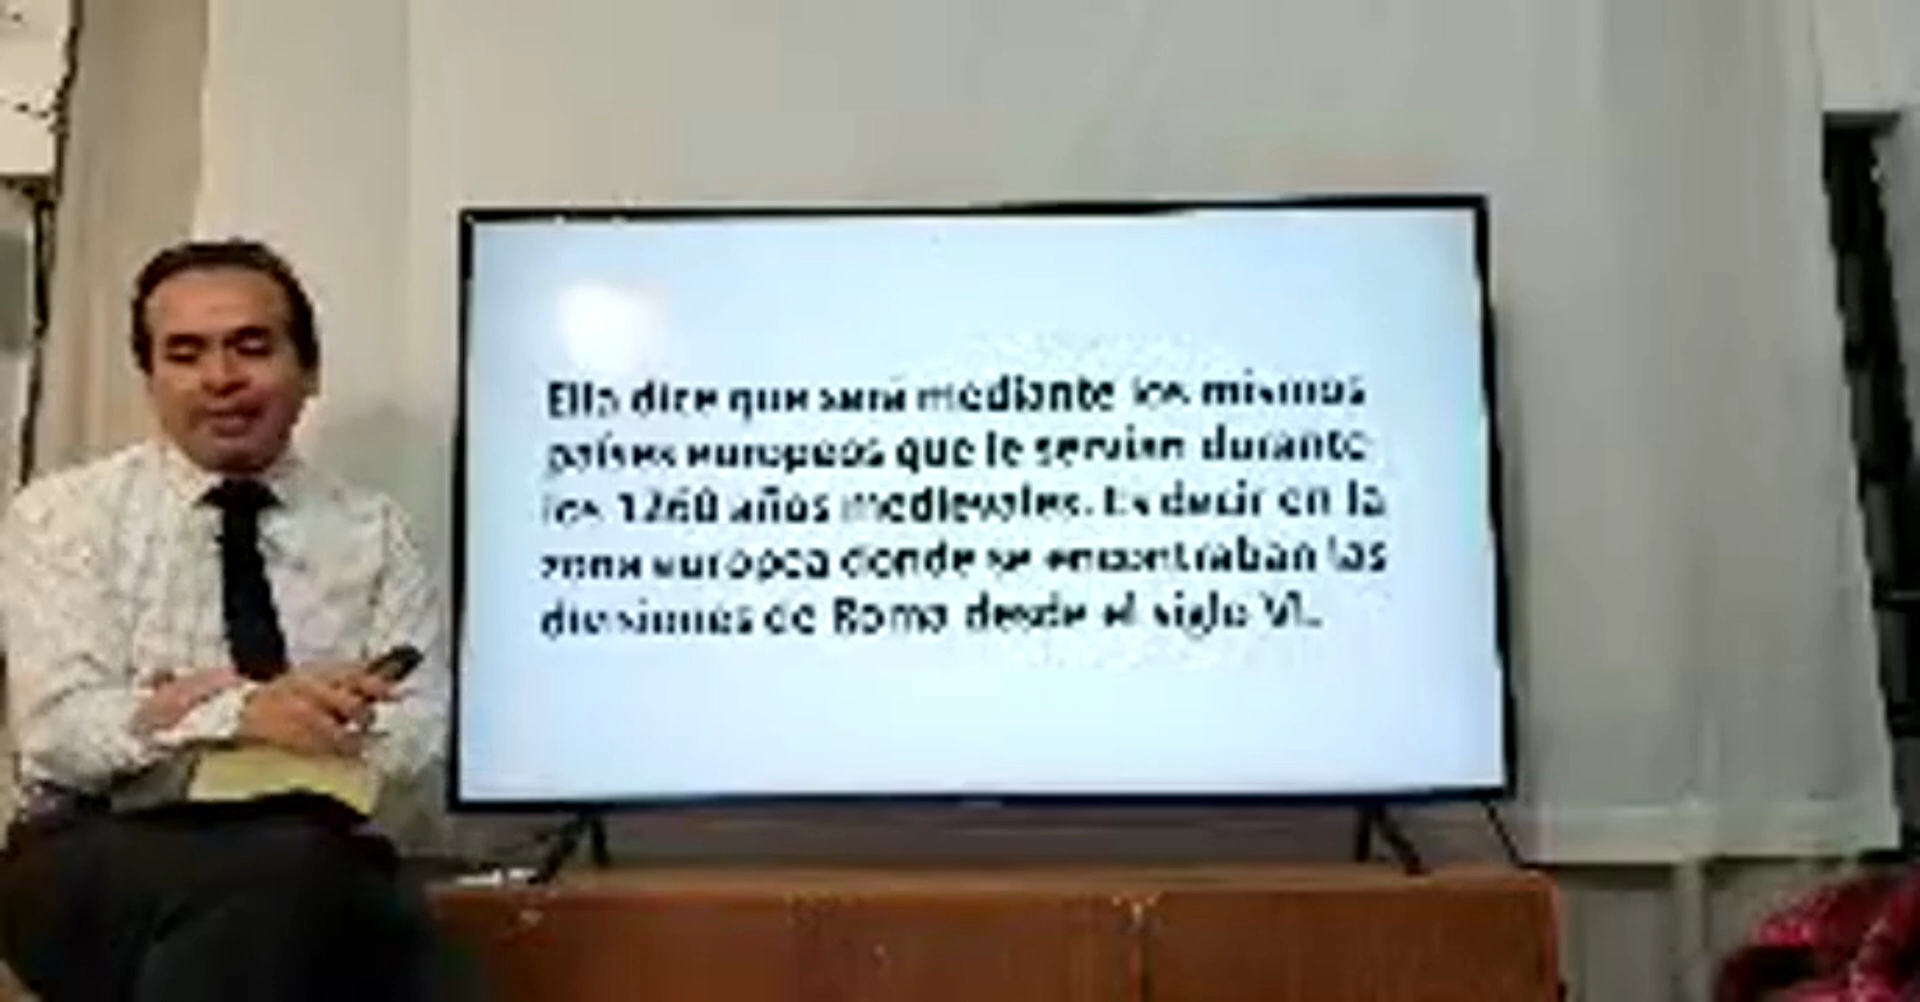 Ella dice que será mediante los mismos
países europeos que le servían durante
los 1260 años medievales. Es decir en la
zona europea donde se encontraban las
divisiones de Roma desde el siglo VI.